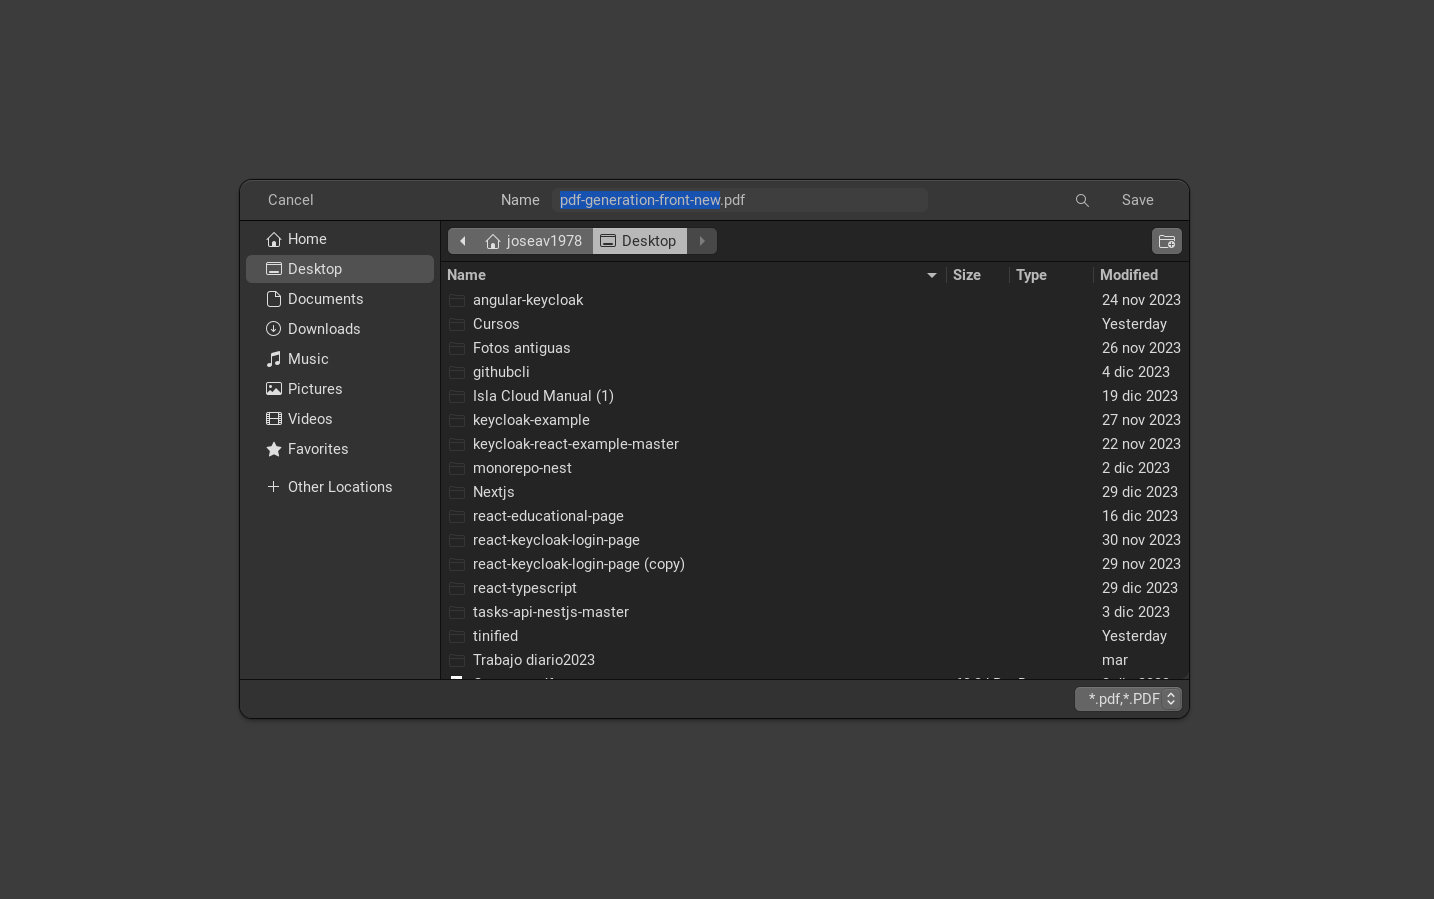 Cancel
Name pdf-generation-front-new.pdf
Save
Home
Desktop
Documents
Downloads
Music
Pictures
Videos
Favorites
Other Locations
joseav1978 Desktop
Name Size Type Modified
angular-keycloak 24 nov 2023
Cursos Yesterday
Fotos antiguas 26 nov 2023
githubcli 4 dic 2023
Isla Cloud Manual (1) 19 dic 2023
keycloak-example 27 nov 2023
keycloak-react-example-master 22 nov 2023
monorepo-nest 2 dic 2023
Nextjs 29 dic 2023
react-educational-page 16 dic 2023
react-keycloak-login-page 30 nov 2023
react-keycloak-login-page (copy) 29 nov 2023
react-typescript 29 dic 2023
tasks-api-nestjs-master 3 dic 2023
tinified Yesterday
Trabajo diario2023 mar
*.pdf,*.PDF